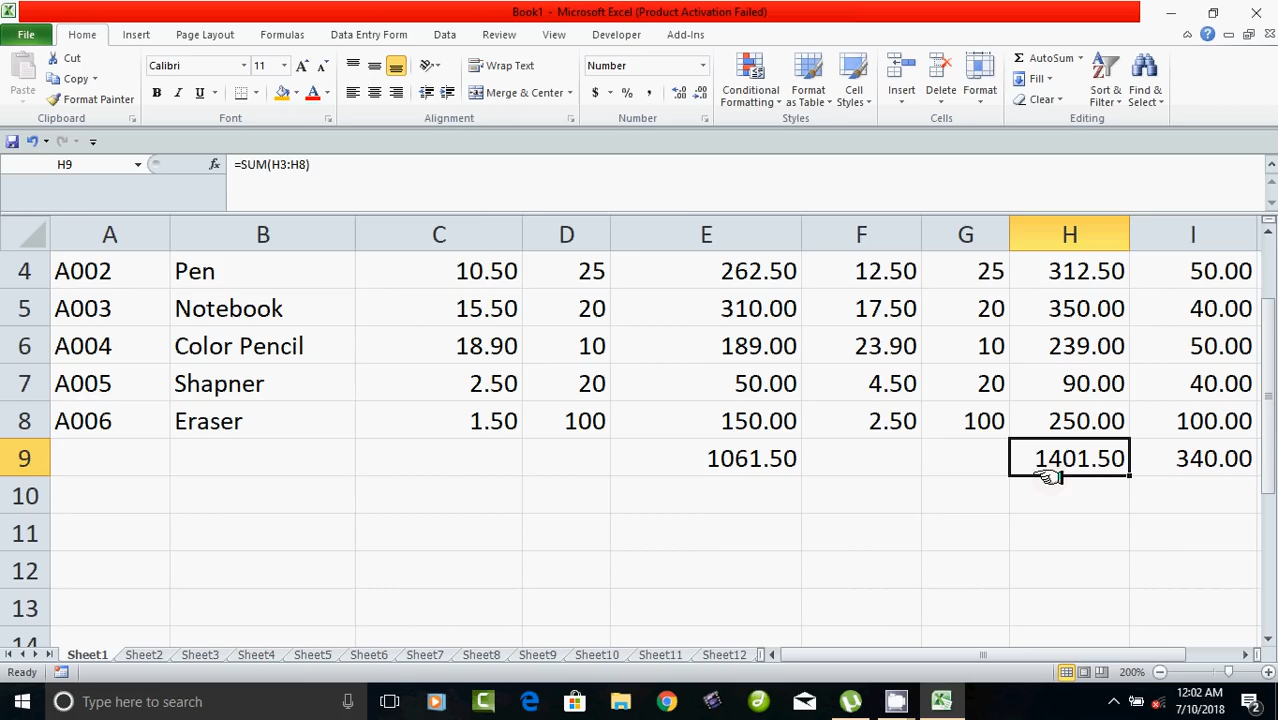 Book1 - Microsoft Excel (Product Activation Failed)
File Home Insert Page Layout Formulas Data Entry Form Data Review View Developer Add-Ins
Paste
Cut
Copy
Format Painter
Clipboard
Calibri 11
B I U
Font
Wrap Text
Merge & Center
Alignment
Number
$ % ,
Number
Conditional Formatting
Format as Table
Cell Styles
Styles
Insert
Delete
Format
Cells
AutoSum
Fill
Clear
Sort & Filter
Find & Select
Editing
H9 fx =SUM(H3:H8)
A B C D E F G H I
4 A002 Pen 10.50 25 262.50 12.50 25 312.50 50.00
5 A003 Notebook 15.50 20 310.00 17.50 20 350.00 40.00
6 A004 Color Pencil 18.90 10 189.00 23.90 10 239.00 50.00
7 A005 Shapner 2.50 20 50.00 4.50 20 90.00 40.00
8 A006 Eraser 1.50 100 150.00 2.50 100 250.00 100.00
9 1061.50 1401.50 340.00
10
11
12
13
14
Sheet1 Sheet2 Sheet3 Sheet4 Sheet5 Sheet6 Sheet7 Sheet8 Sheet9 Sheet10 Sheet11 Sheet12
Ready 200%
Type here to search
12:02 AM
7/10/2018
2